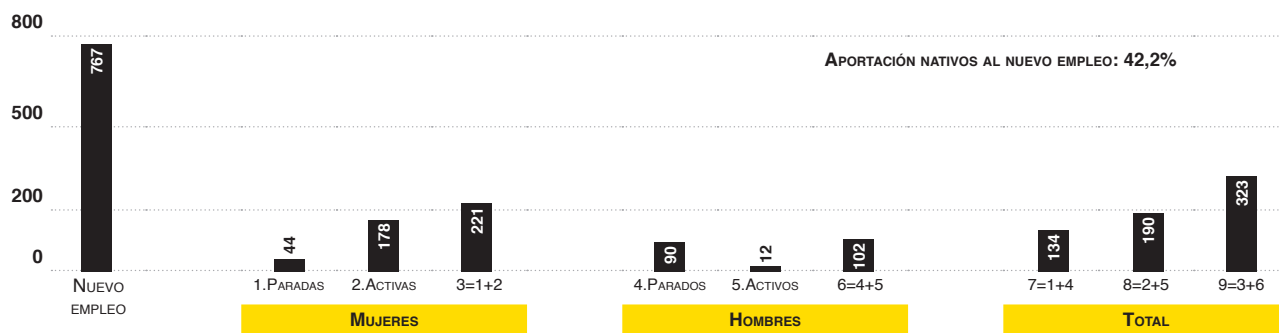 800
500
200
0
APORTACIÓN NATIVOS AL NUEVO EMPLEO: 42,2%
767
44
178
221
90
12
102
134
190
323
NUEVO
EMPLEO
1.PARADAS
2.ACTIVAS
3=1+2
4.PARADOS
5.ACTIVOS
6=4+5
7=1+4
8=2+5
9=3+6
MUJERES
HOMBRES
TOTAL